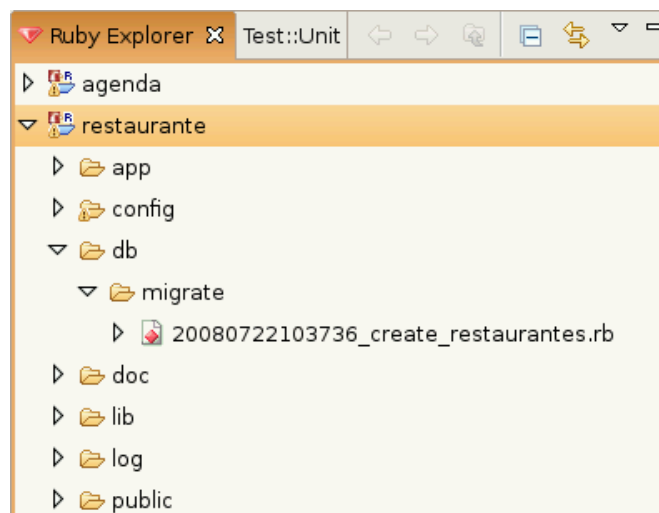 Ruby Explorer Test::Unit
agenda
restaurante
app
config
db
migrate
20080722103736_create_restaurantes.rb
doc
lib
log
public